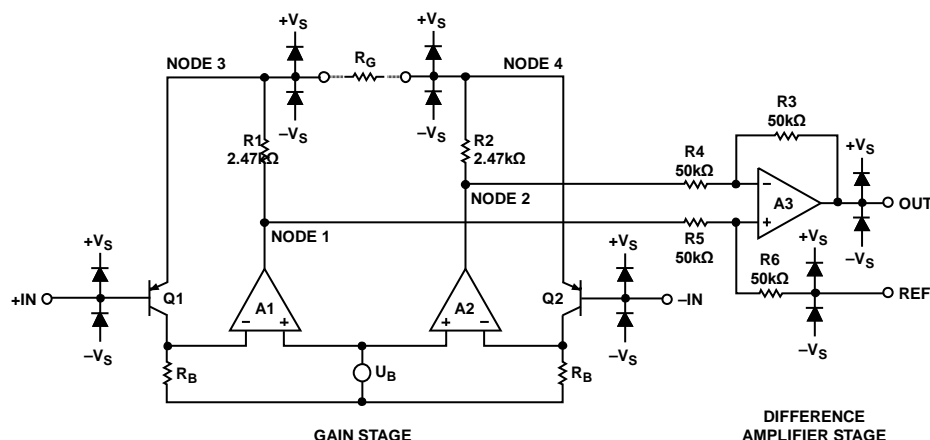 +VS
+VS
NODE 3
RG
NODE 4
–VS
–VS
R3
50kΩ
R1
2.47kΩ
R2
2.47kΩ
R4
50kΩ
+VS
–
A3
+
OUT
NODE 2
NODE 1
R5
50kΩ
–VS
R6
50kΩ
+VS
REF
–VS
+VS
+IN
Q1
–VS
A1
– +
A2
+ –
+VS
Q2
–IN
–VS
RB
UB
RB
GAIN STAGE
DIFFERENCE
AMPLIFIER STAGE